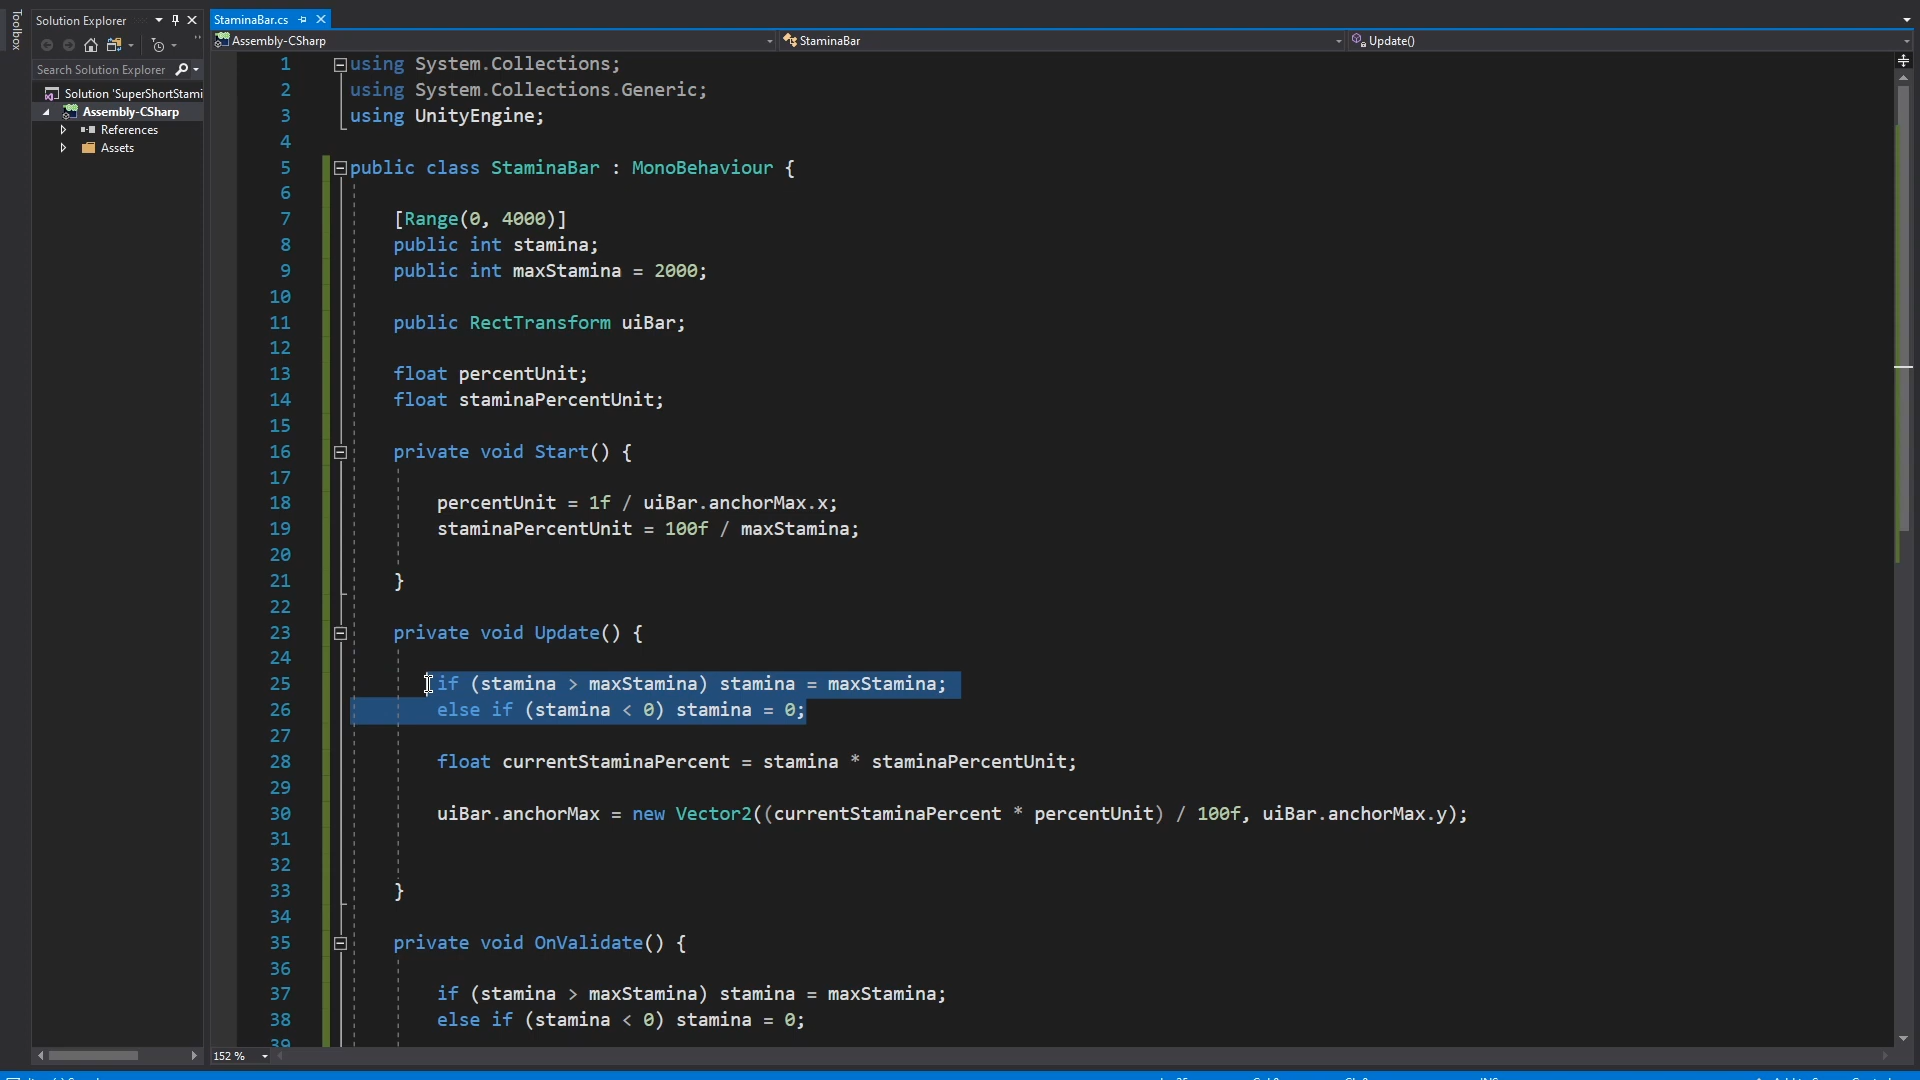 Toolbox
Solution Explorer
Search Solution Explorer
Solution 'SuperShortStami
Assembly-CSharp
References
Assets
StaminaBar.cs
Assembly-CSharp
StaminaBar
Update()
1 using System.Collections;
2 using System.Collections.Generic;
3 using UnityEngine;
4
5 public class StaminaBar : MonoBehaviour {
6
7 [Range(0, 4000)]
8 public int stamina;
9 public int maxStamina = 2000;
10
11 public RectTransform uiBar;
12
13 float percentUnit;
14 float staminaPercentUnit;
15
16 private void Start() {
17
18 percentUnit = 1f / uiBar.anchorMax.x;
19 staminaPercentUnit = 100f / maxStamina;
20
21 }
22
23 private void Update() {
24
25 if (stamina > maxStamina) stamina = maxStamina;
26 else if (stamina < 0) stamina = 0;
27
28 float currentStaminaPercent = stamina * staminaPercentUnit;
29
30 uiBar.anchorMax = new Vector2((currentStaminaPercent * percentUnit) / 100f, uiBar.anchorMax.y);
31
32
33 }
34
35 private void OnValidate() {
36
37 if (stamina > maxStamina) stamina = maxStamina;
38 else if (stamina < 0) stamina = 0;
39
152 %